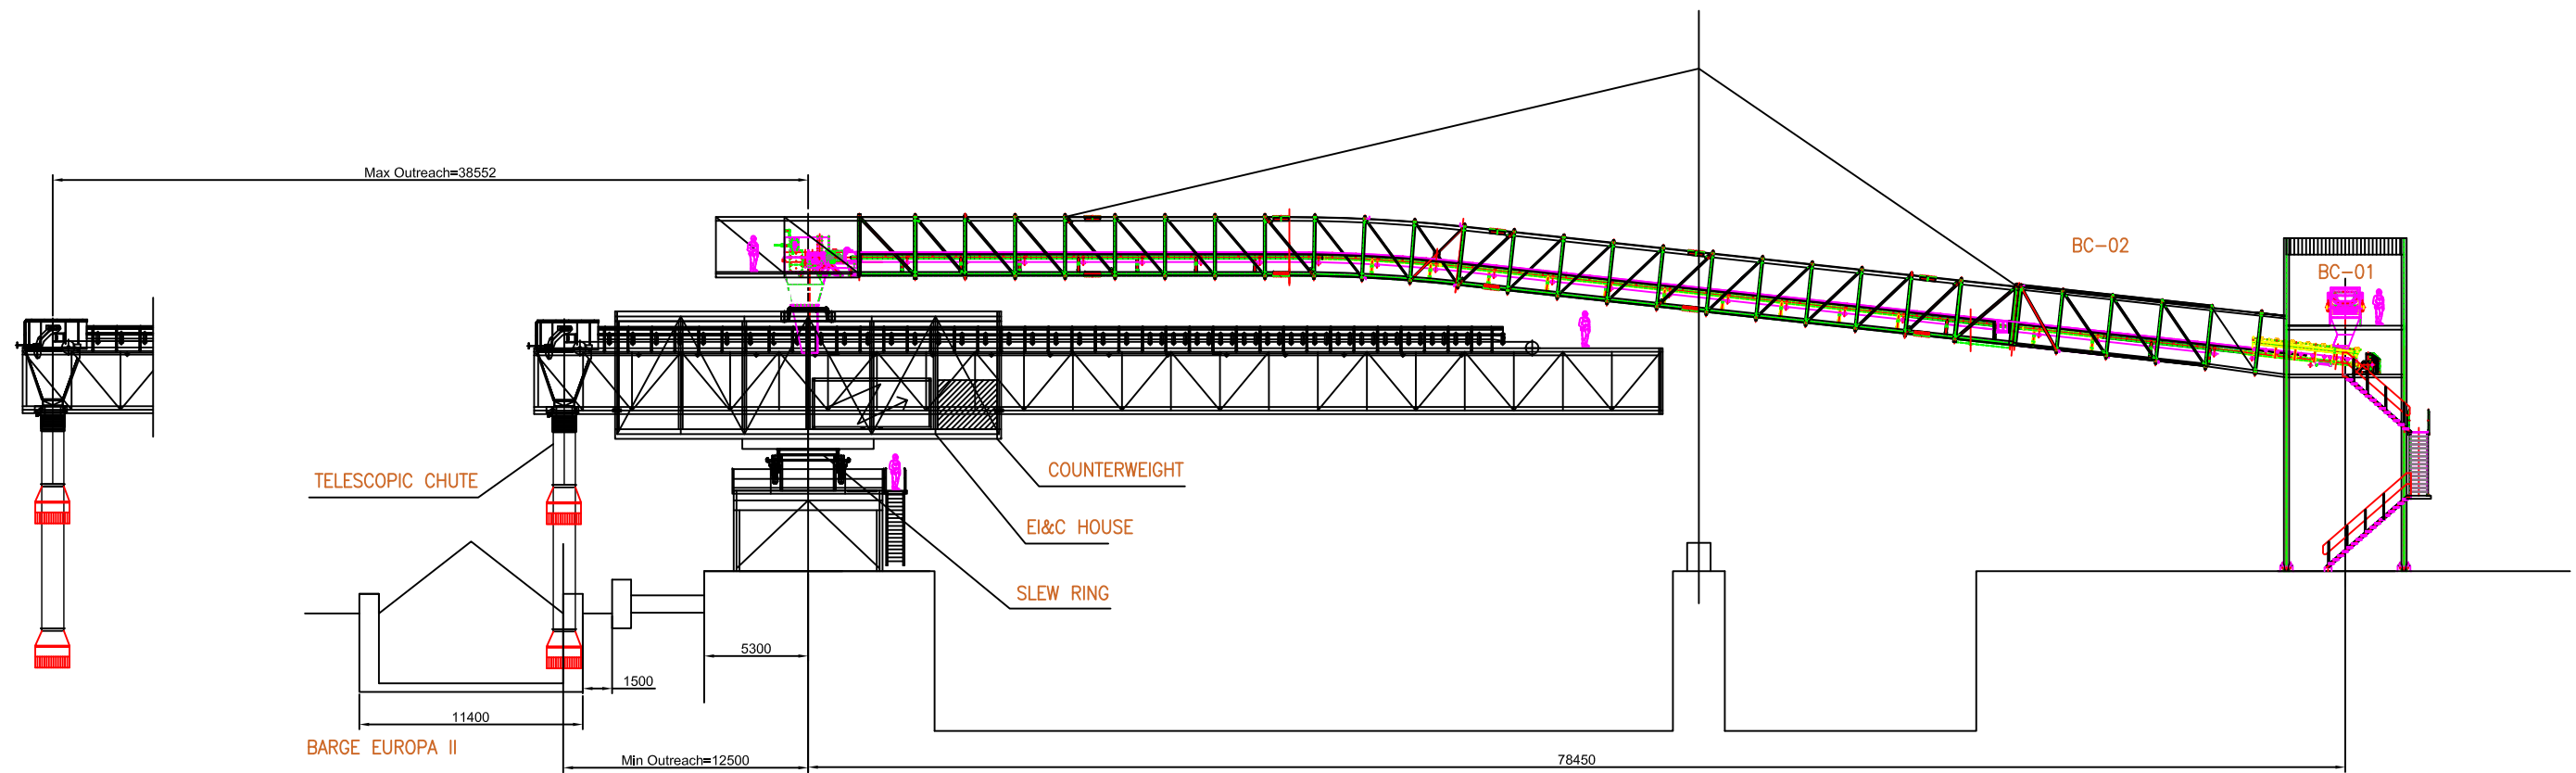 Max Outreach=38552
BC-02
BC-01
COUNTERWEIGHT
TELESCOPIC CHUTE
EI&C HOUSE
SLEW RING
5300
1500
11400
BARGE EUROPA II
Min Outreach=12500
78450